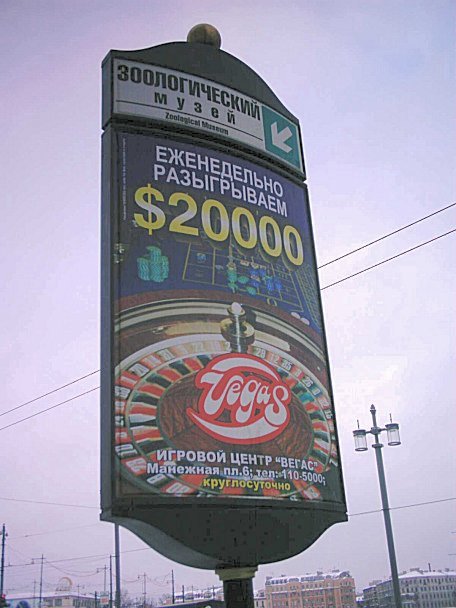 ЗООЛОГИЧЕСКИЙ
музей
Zoological Museum
ЕЖЕНЕДЕЛЬНО
РАЗЫГРЫВАЕМ
$20000
Vegas
ИГРОВОЙ ЦЕНТР "ВЕГАС"
Манежная пл.6; тел: 110-5000;
круглосуточно